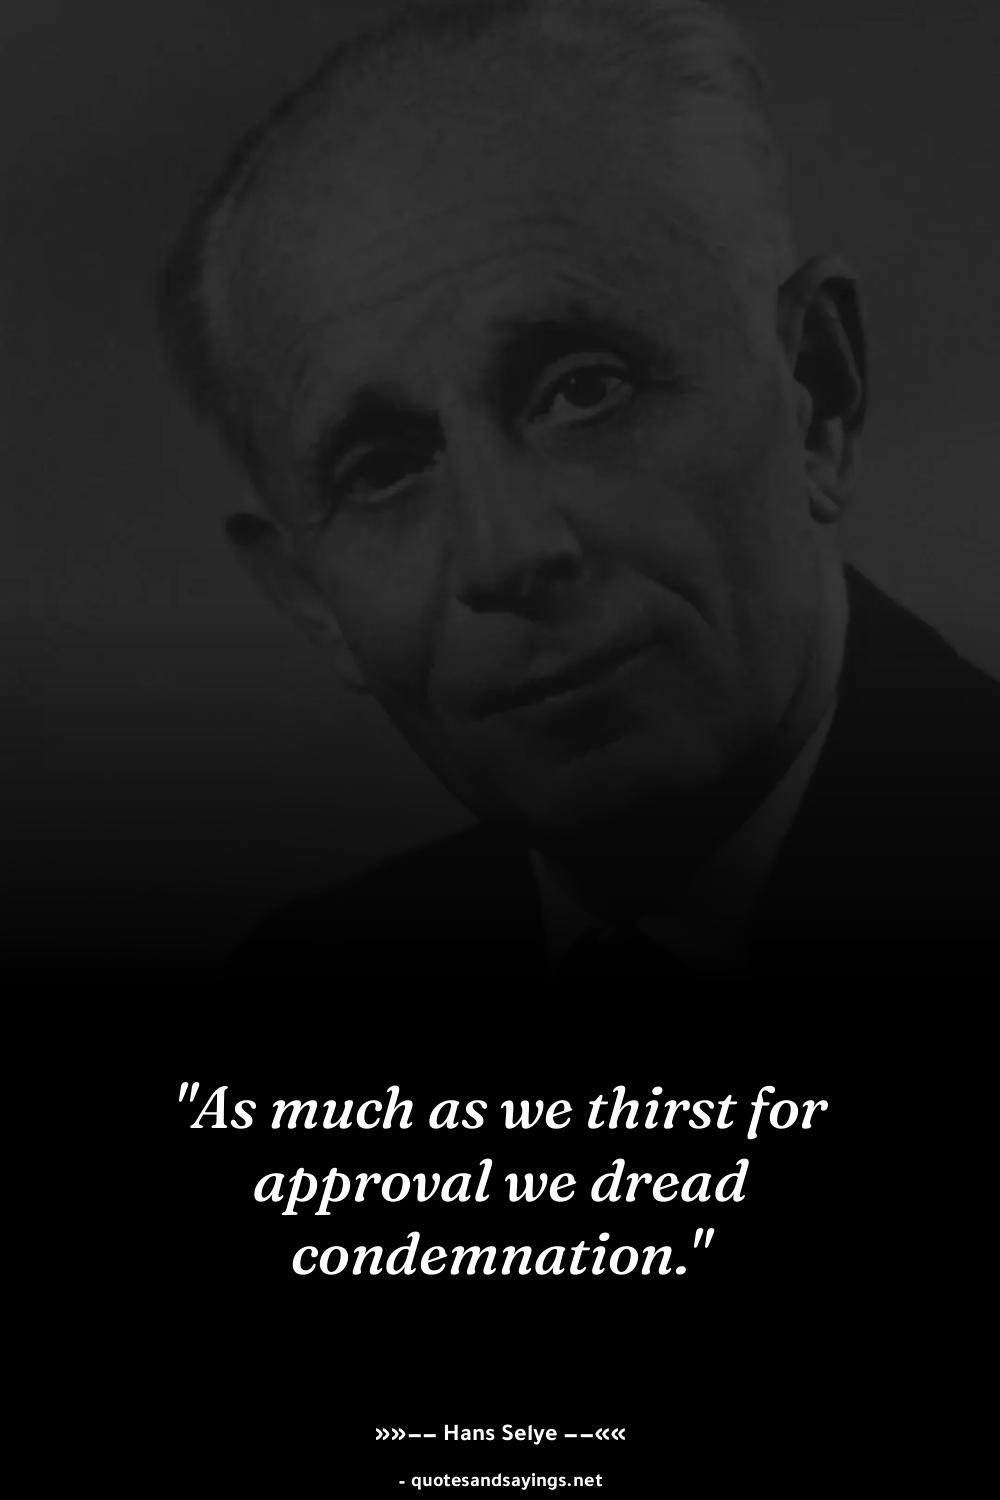 "As much as we thirst for
approval we dread
condemnation."
»»–– Hans Selye ––««
- quotesandsayings.net